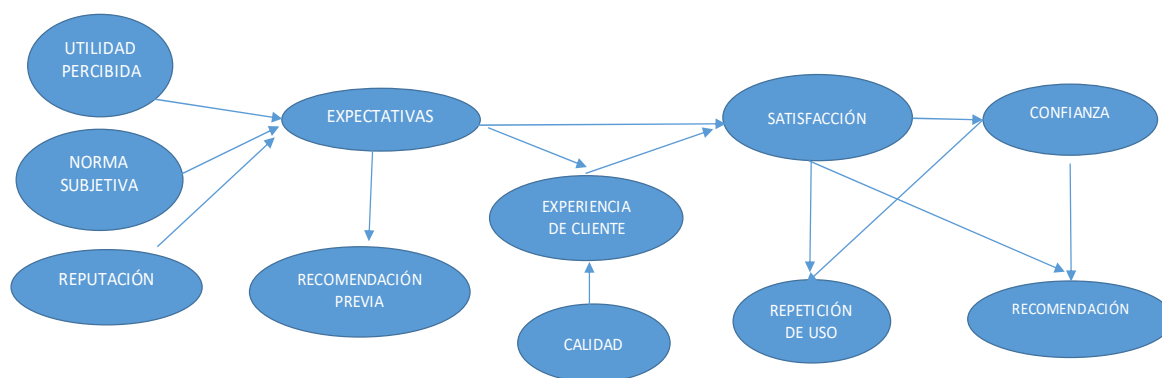 UTILIDAD
PERCIBIDA
EXPECTATIVAS
SATISFACCIÓN
CONFIANZA
NORMA
SUBJETIVA
EXPERIENCIA
DE CLIENTE
REPUTACIÓN
RECOMENDACIÓN
PREVIA
CALIDAD
REPETICIÓN
DE USO
RECOMENDACIÓN